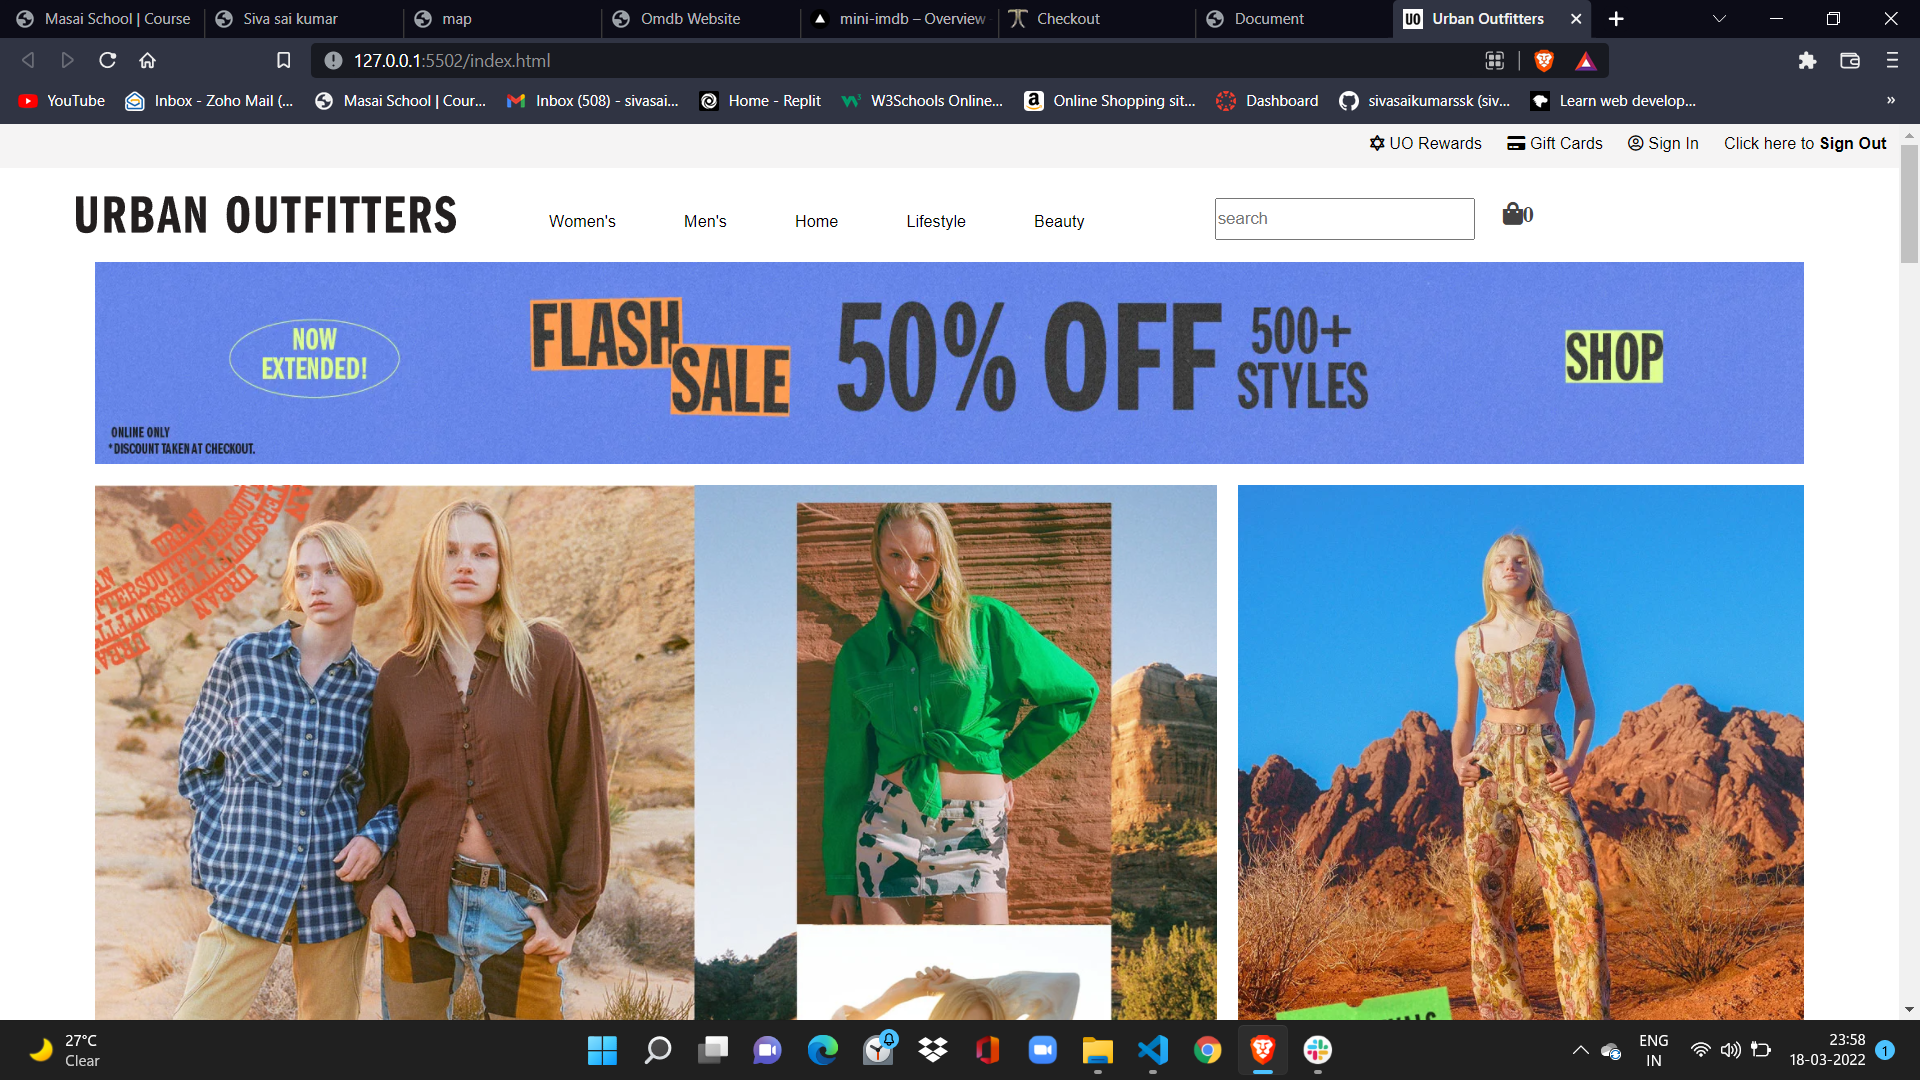 Masai School | Course
Siva sai kumar
map
Omdb Website
mini-imdb – Overview
Checkout
Document
UO Urban Outfitters
127.0.0.1:5502/index.html
YouTube
Inbox - Zoho Mail (...
Masai School | Cour...
Inbox (508) - sivasai...
Home - Replit
W3Schools Online...
Online Shopping sit...
Dashboard
sivasaikumarssk (siv...
Learn web develop...
»
UO Rewards
Gift Cards
Sign In
Click here to Sign Out
URBAN OUTFITTERS
Women's
Men's
Home
Lifestyle
Beauty
search
0
NOW
EXTENDED!
FLASH
SALE
50% OFF
500+
STYLES
SHOP
ONLINE ONLY
*DISCOUNT TAKEN AT CHECKOUT.
URBAN
URBAN
27°C
Clear
ENG
IN
23:58
18-03-2022
1